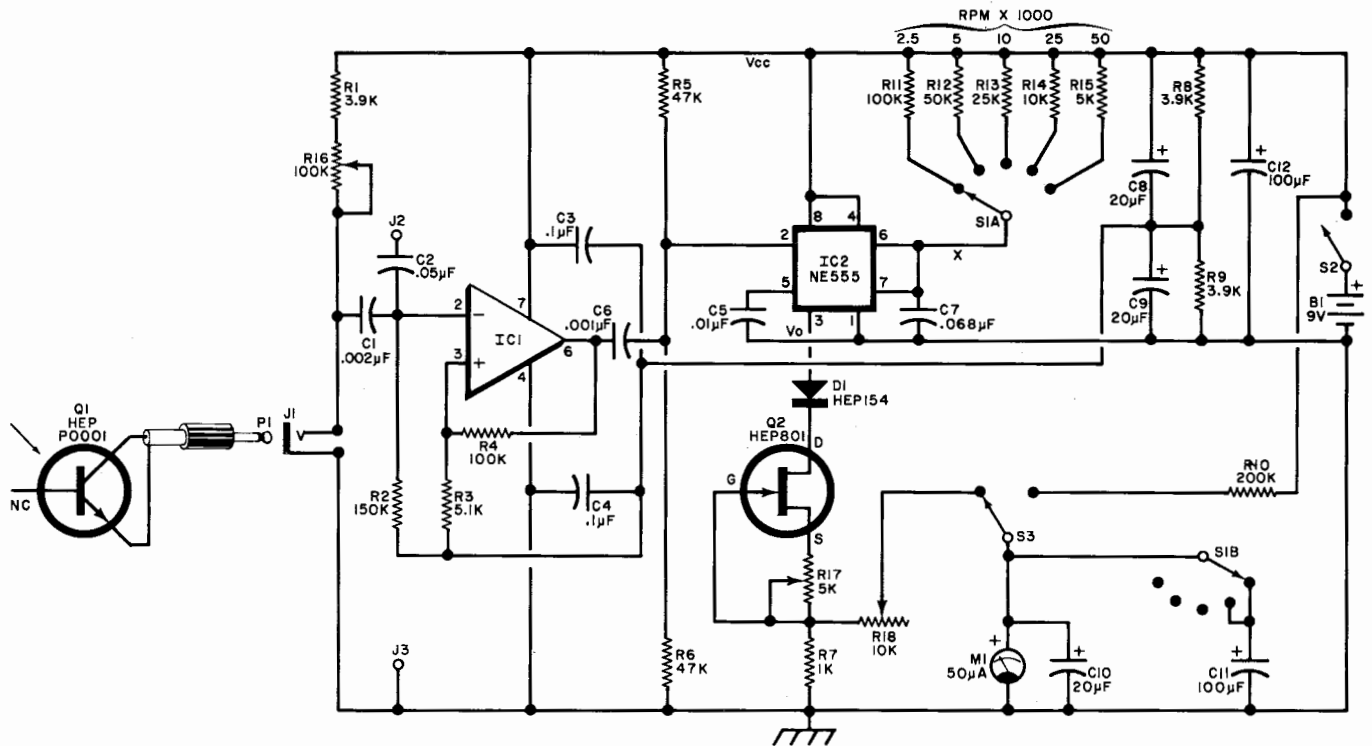 RPM X 1000
2.5 5 10 25 50
Vcc
R1
3.9K
R5
47K
R11
100K
R12
50K
R13
25K
R14
10K
R15
5K
R8
3.9K
R16
100K
C8
20µF
C12
100µF
J2
C3
.1µF
S1A
8 4
2 6
IC2
NE555
5 7
3 1
X
C2
.05µF
R9
3.9K
S2
+
B1
9V
C9
20µF
C1
.002µF
2 −
7
IC1
6
3 +
4
C6
.001µF
C5
.01µF
Vo
C7
.068µF
D1
HEP154
Q1
HEP
P0001
P1
J1
NC
R4
100K
Q2
HEP801
D
G
S
R2
150K
R3
5.1K
C4
.1µF
R10
200K
S3
S1B
R17
5K
R18
10K
J3
R6
47K
R7
1K
+
M1
50µA
+
C10
20µF
+
C11
100µF